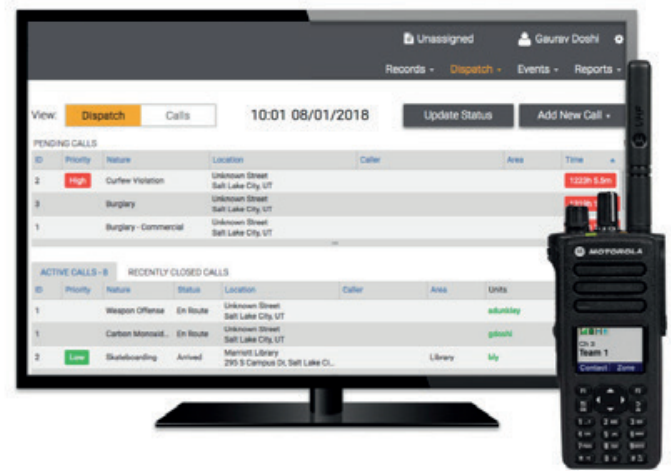 Unassigned Gaurav Doshi
Records Dispatch Events Reports
View: Dispatch Calls 10:01 08/01/2018 Update Status Add New Call
PENDING CALLS
ID Priority Nature Location Caller Area Time
2 High Curfew Violation Unknown Street 1223h 5.5m
Salt Lake City, UT
3 Burglary Unknown Street
Salt Lake City, UT
1 Burglary - Commercial Unknown Street
Salt Lake City, UT
ACTIVE CALLS - 8 RECENTLY CLOSED CALLS
ID Priority Nature Status Location Caller Area Units
1 Weapon Offense En Route Unknown Street adunkley
Salt Lake City, UT
1 Carbon Monoxid... En Route Unknown Street gdoshi
Salt Lake City, UT
2 Low Skateboarding Arrived Marriott Library Library bly
295 S Campus Dr, Salt Lake Ci...
MOTOROLA
Ch 3
Team 1
Contact Zone